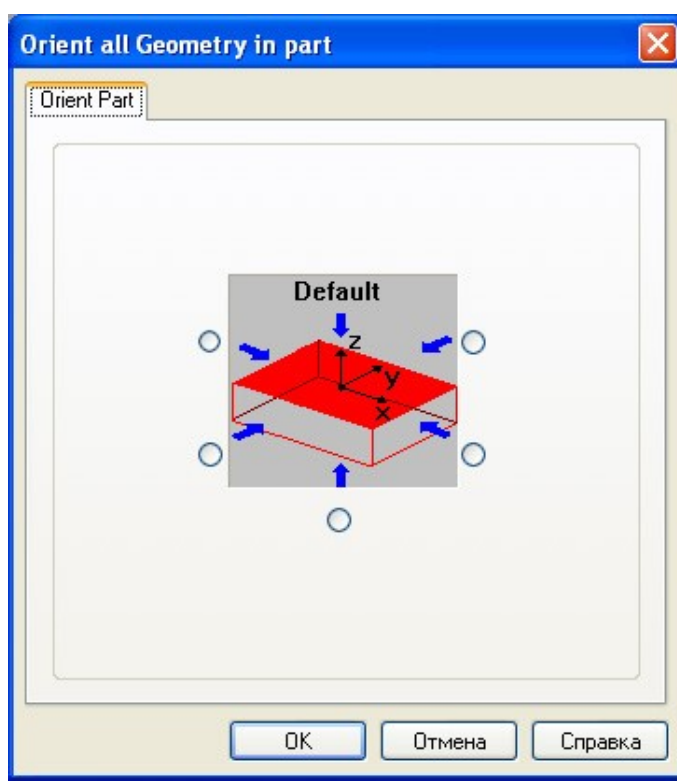 Orient all Geometry in part
Orient Part
Default
z
y
x
OK
Отмена
Справка